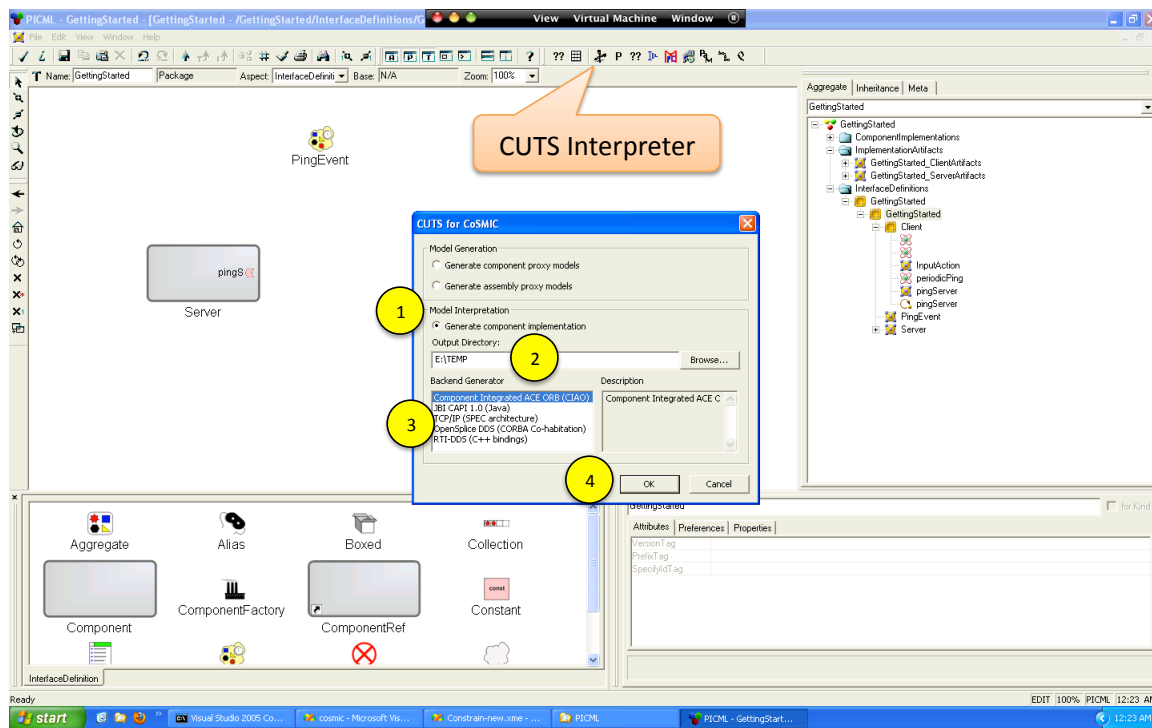 PICML - [GettingStarted - /GettingStarted/InterfaceDefinitions/G
View Virtual Machine Window
File Edit View Window Help
?? P ??
Name: GettingStarted Package Aspect: InterfaceDefiniti Base: N/A Zoom: 100%
CUTS Interpreter
PingEvent
pingS
Server
Aggregate Inheritance Meta
GettingStarted
GettingStarted
ComponentImplementations
ImplementationArtifacts
GettingStarted_ClientArtifacts
GettingStarted_ServerArtifacts
InterfaceDefinitions
GettingStarted
GettingStarted
Client
InputAction
periodicPing
pingServer
pingServer
PingEvent
Server
CUTS for CoSMIC
Model Generation
Generate component proxy models
Generate assembly proxy models
1
Model Interpretation
Generate component implementation
Output Directory:
E:\TEMP
2
Browse...
Backend Generator
Description
Component Integrated ACE ORB (CIAO)
JBI CAPI 1.0 (Java)
TCP/IP (SPEC architecture)
OpenSplice DDS (CORBA Co-habitation)
RTI-DDS (C++ bindings)
Component Integrated ACE C
3
4
OK
Cancel
Aggregate
Alias
Boxed
Collection
Component
ComponentFactory
ComponentRef
const
Constant
InterfaceDefinition
GettingStarted
for Kind
Attributes Preferences Properties
VersionTag
PrefixTag
SpecifyIdTag
Ready
EDIT 100% PICML 12:23 AM
start
Visual Studio 2005 Co...
cosmic - Microsoft Vis...
Constrain-new.xme - ...
PICML
PICML - GettingStart...
12:23 AM